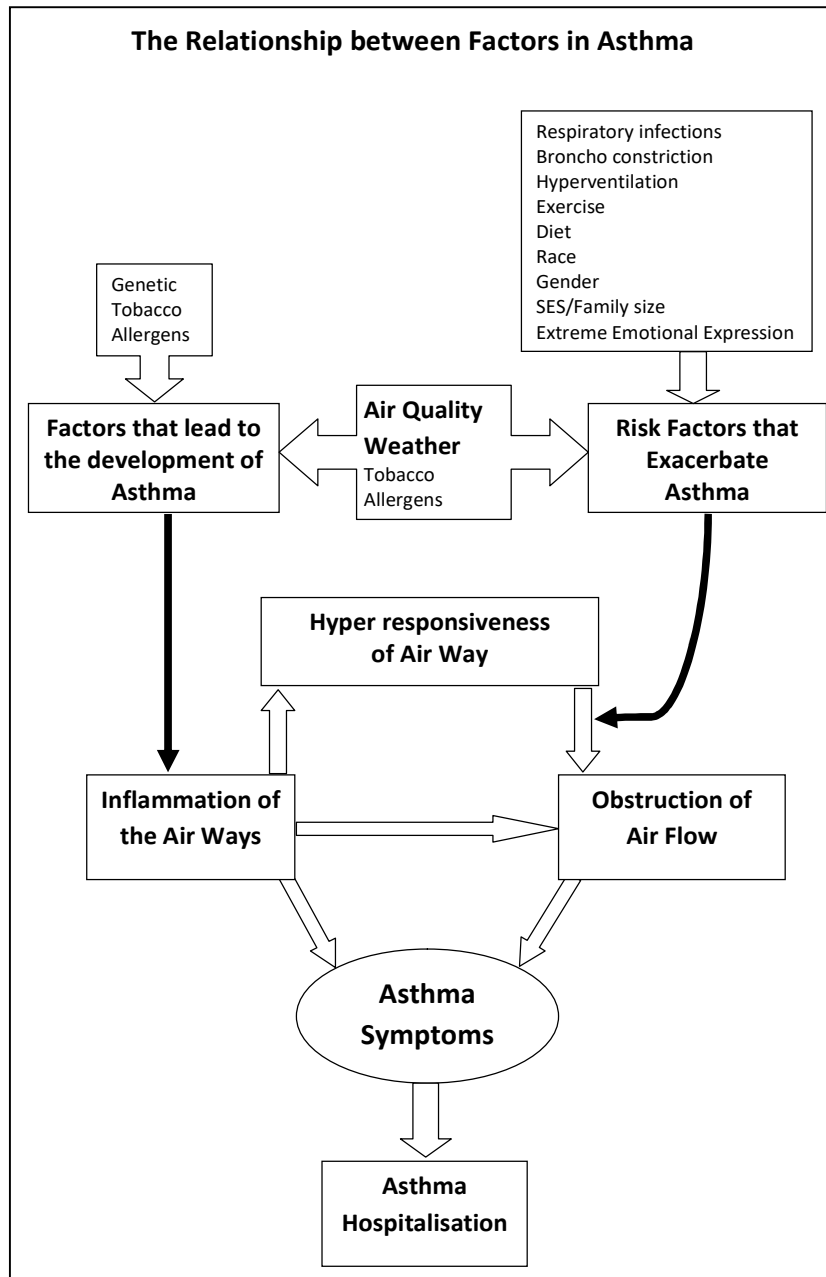 The Relationship between Factors in Asthma
Respiratory infections
Broncho constriction
Hyperventilation
Exercise
Diet
Race
Gender
SES/Family size
Extreme Emotional Expression
Genetic
Tobacco
Allergens
Factors that lead to
the development of
Asthma
Air Quality
Weather
Tobacco
Allergens
Risk Factors that
Exacerbate
Asthma
Hyper responsiveness
of Air Way
Inflammation of
the Air Ways
Obstruction of
Air Flow
Asthma
Symptoms
Asthma
Hospitalisation